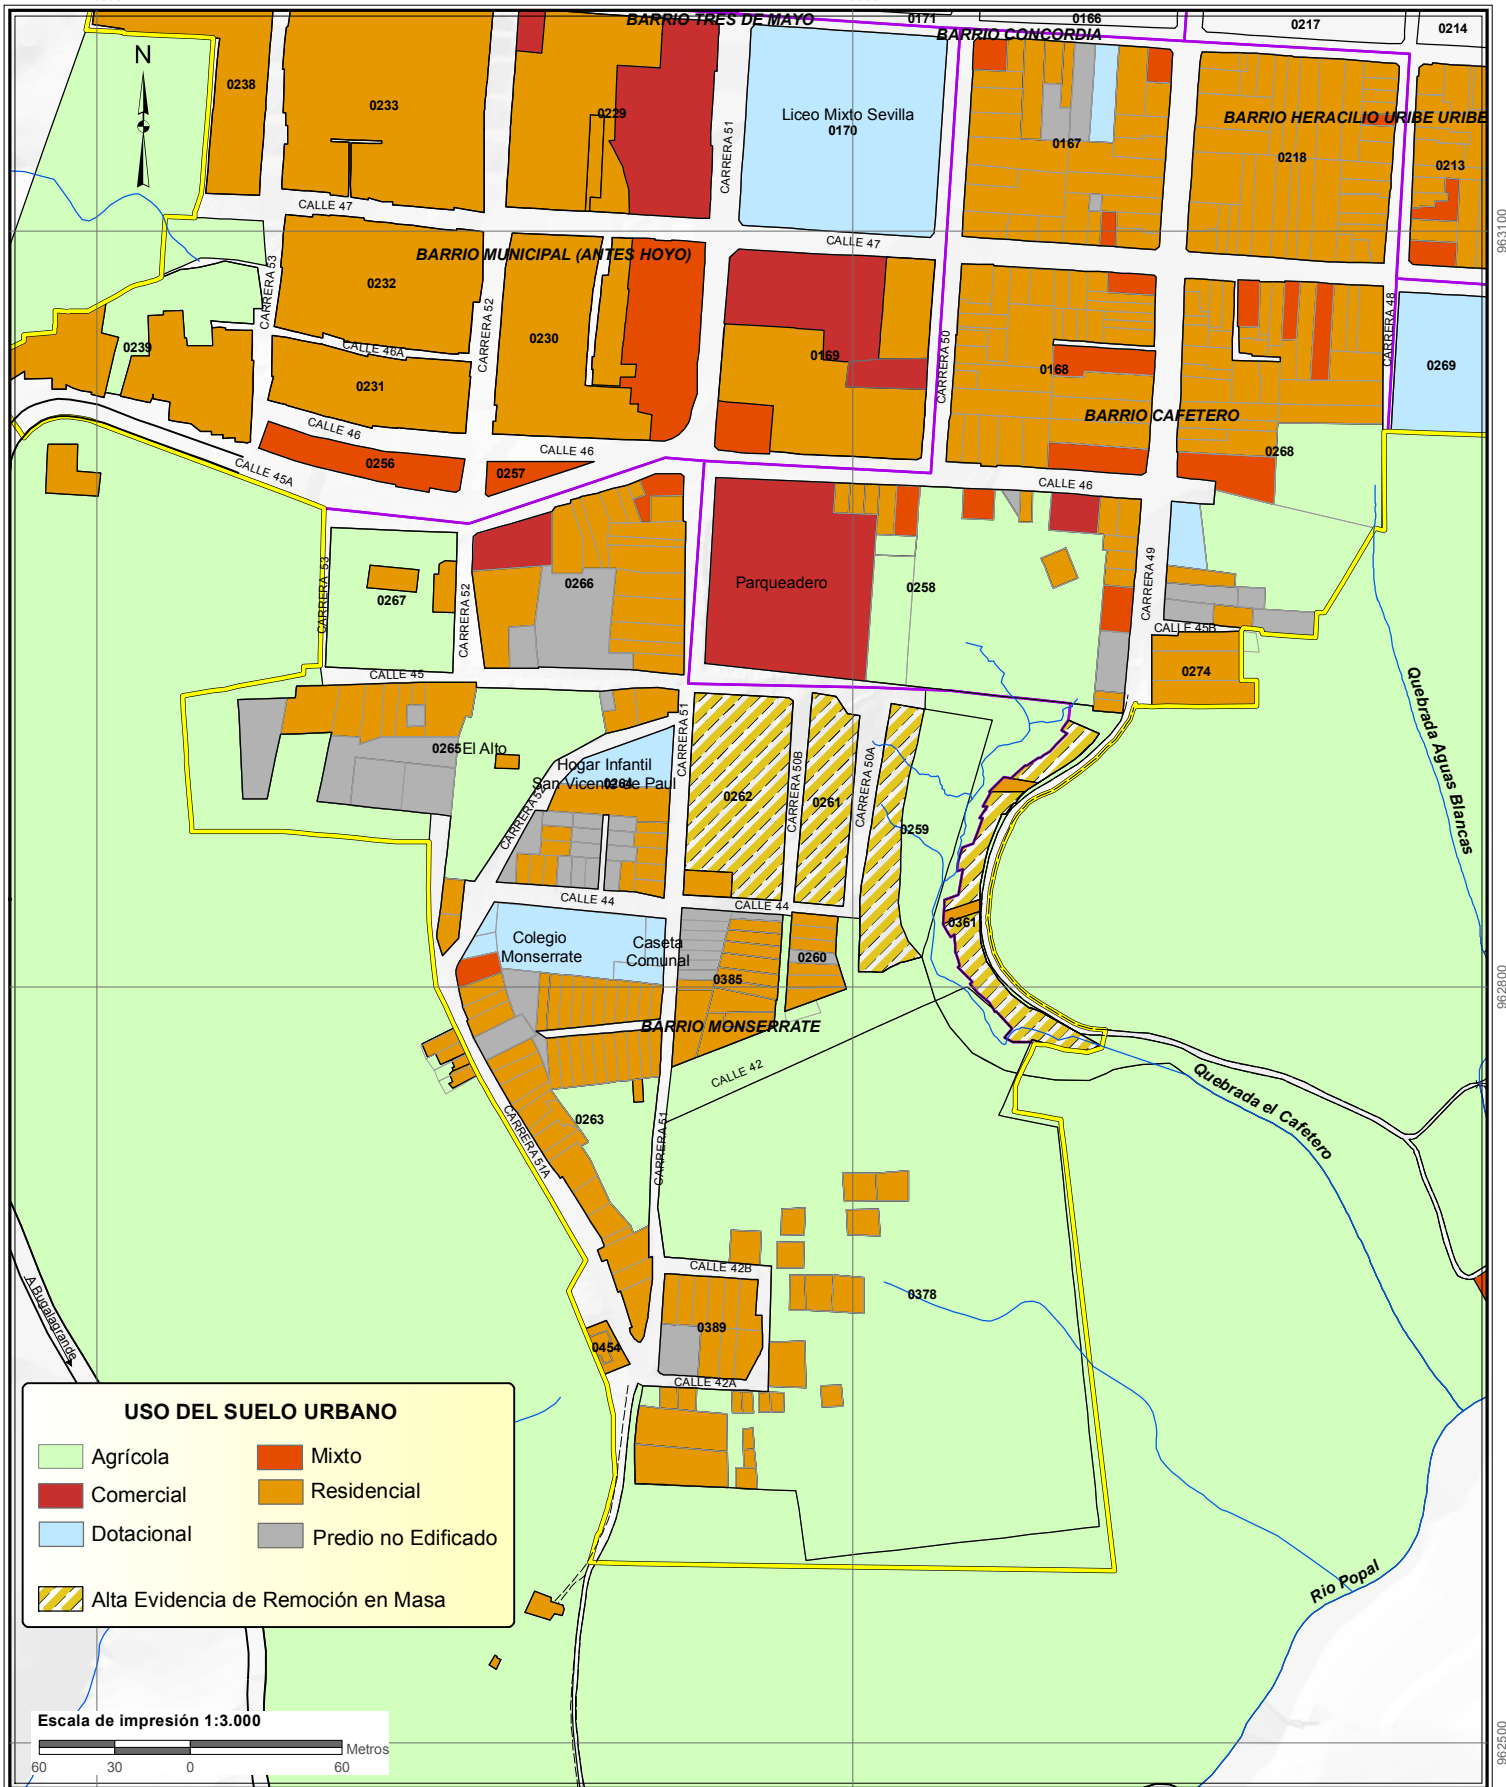 BARRIO TRES DE MAYO
0171
0166
0217
0214
BARRIO CONCORDIA
N
0238
0233
0229
CARRERA 51
Liceo Mixto Sevilla
0170
0167
BARRIO HERACILIO URIBE URIBE
0218
0213
CALLE 47
963100
BARRIO MUNICIPAL (ANTES HOYO)
CALLE 47
CARRERA 53
0232
CARRERA 52
0230
0239
CALLE 46A
0231
0169
CARRERA 50
0168
CARRERA 48
0269
BARRIO CAFETERO
CALLE 46
0256
CALLE 46
0257
0268
CALLE 45A
CALLE 46
CARRERA 53
0267
CARRERA 52
0266
Parqueadero
0258
CARRERA 49
CALLE 45B
0274
CALLE 45
Quebrada Aguas Blancas
0265
El Alto
CARRERA 51
Hogar Infantil
San Vicente de Paul
0264
0262
CARRERA 50B
0261
CARRERA 50A
0259
CALLE 44
CALLE 44
0361
Colegio
Monserrate
Caseta
Comunal
0385
0260
962800
BARRIO MONSERRATE
CALLE 42
Quebrada el Cafetero
0263
CARRERA 51A
CARRERA 51
CALLE 42B
0378
0389
0454
CALLE 42A
A Bugalagrande
USO DEL SUELO URBANO
Agrícola
Mixto
Comercial
Residencial
Dotacional
Predio no Edificado
Alta Evidencia de Remoción en Masa
Rio Popal
Escala de impresión 1:3.000
Metros
60 30 0 60
962500